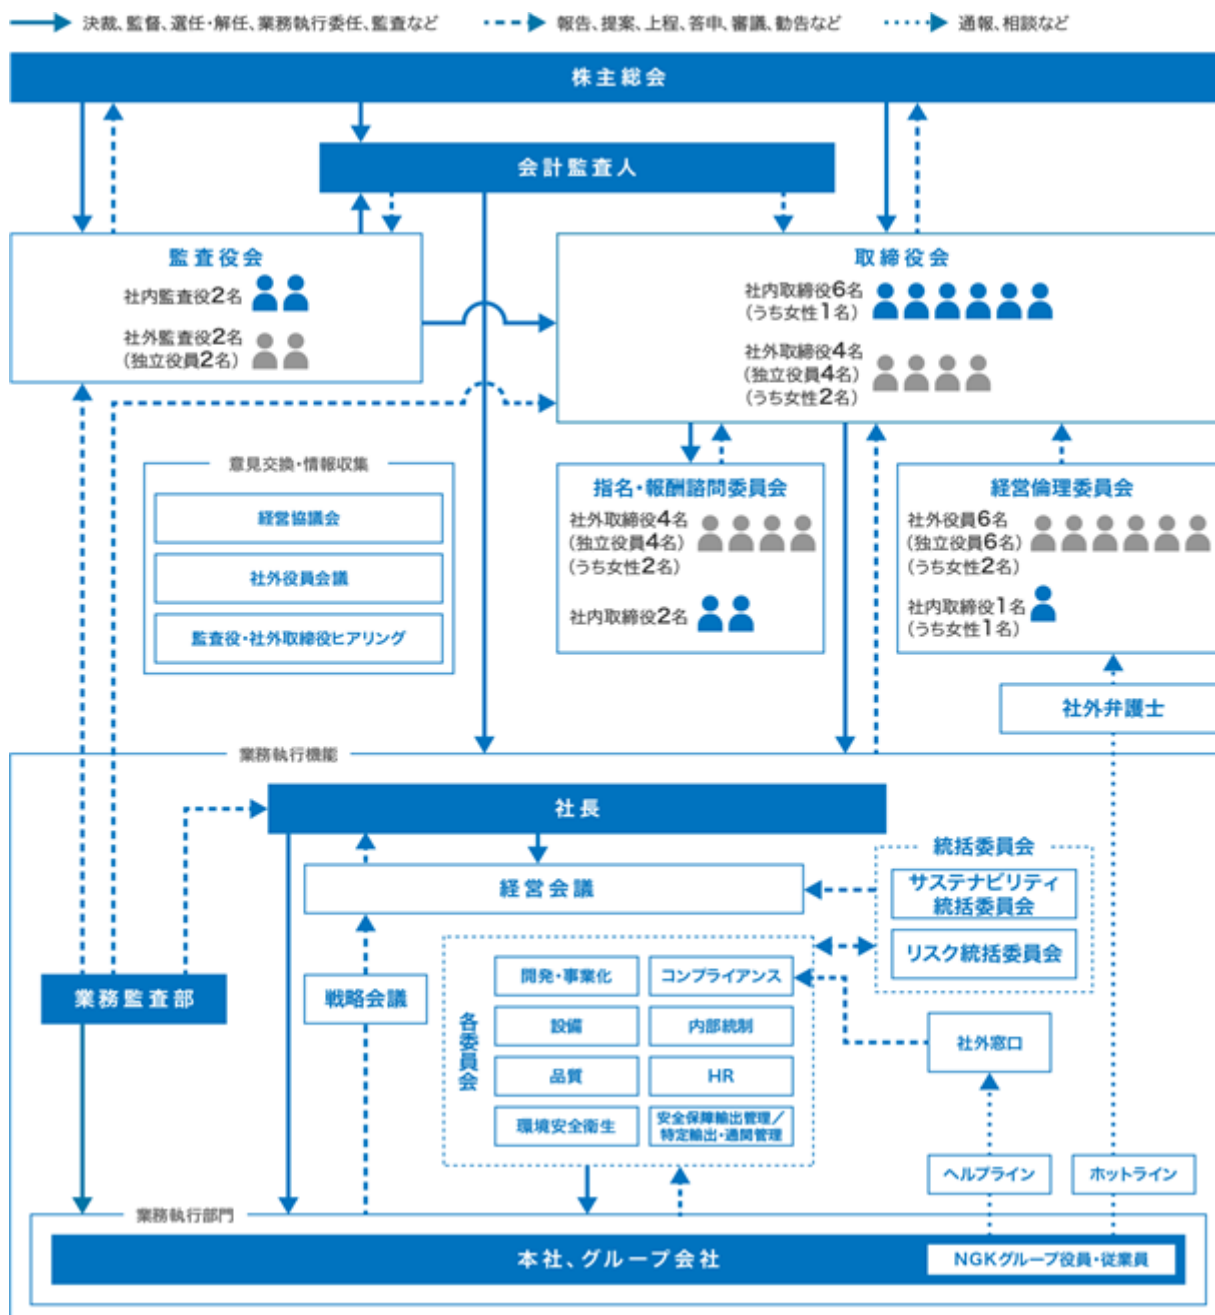 決裁、監督、選任・解任、業務執行委任、監査など
報告、提案、上程、答申、審議、勧告など
通報、相談など
株主総会
会計監査人
監査役会
社内監査役2名
社外監査役2名
(独立役員2名)
取締役会
社内取締役6名
(うち女性1名)
社外取締役4名
(独立役員4名)
(うち女性2名)
意見交換・情報収集
経営協議会
社外役員会議
監査役・社外取締役ヒアリング
指名・報酬諮問委員会
社外取締役4名
(独立役員4名)
(うち女性2名)
社内取締役2名
経営倫理委員会
社外役員6名
(独立役員6名)
(うち女性2名)
社内取締役1名
(うち女性1名)
社外弁護士
業務執行機能
社長
経営会議
統括委員会
サステナビリティ
統括委員会
リスク統括委員会
業務監査部
戦略会議
各委員会
開発・事業化
コンプライアンス
設備
内部統制
品質
HR
環境安全衛生
安全保障輸出管理/
特定輸出・通関管理
社外窓口
ヘルプライン
ホットライン
業務執行部門
本社、グループ会社
NGKグループ役員・従業員